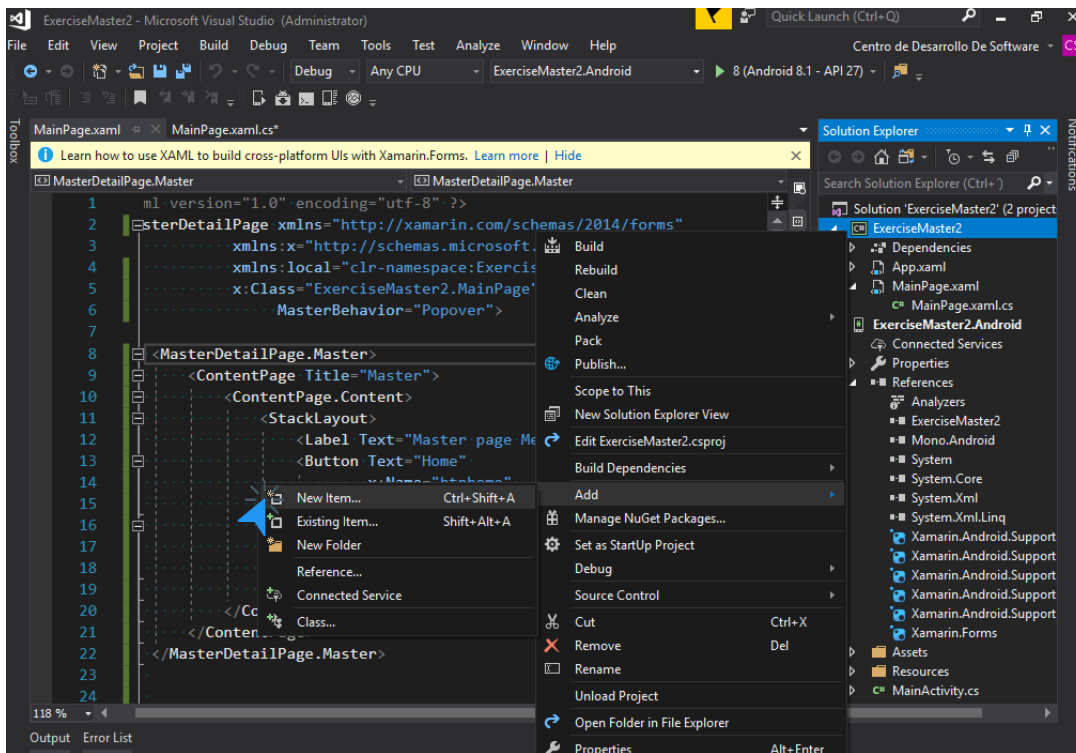 ExerciseMaster2 - Microsoft Visual Studio (Administrator)
Quick Launch (Ctrl+Q)
File Edit View Project Build Debug Team Tools Test Analyze Window Help
Centro de Desarrollo De Software
CS
Debug Any CPU ExerciseMaster2.Android 8 (Android 8.1 - API 27)
Toolbox
MainPage.xaml MainPage.xaml.cs*
Learn how to use XAML to build cross-platform UIs with Xamarin.Forms. Learn more | Hide
MasterDetailPage.Master MasterDetailPage.Master
1 ml version="1.0" encoding="utf-8" ?>
2 sterDetailPage xmlns="http://xamarin.com/schemas/2014/forms"
3 xmlns:x="http://schemas.microsoft.
4 xmlns:local="clr-namespace:Exercis
5 x:Class="ExerciseMaster2.MainPage"
6 MasterBehavior="Popover">
7
8 <MasterDetailPage.Master>
9 <ContentPage Title="Master">
10 <ContentPage.Content>
11 <StackLayout>
12 <Label Text="Master page Me
13 <Button Text="Home"
14 x:Name="btnhome"
15
16
17
18
19
20 </Co
21 </Conten
22 </MasterDetailPage.Master>
23
24
118 %
Output Error List
Build
Rebuild
Clean
Analyze
Pack
Publish...
Scope to This
New Solution Explorer View
Edit ExerciseMaster2.csproj
Build Dependencies
Add
Manage NuGet Packages...
Set as StartUp Project
Debug
Source Control
Cut Ctrl+X
Remove Del
Rename
Unload Project
Open Folder in File Explorer
Properties Alt+Enter
New Item... Ctrl+Shift+A
Existing Item... Shift+Alt+A
New Folder
Reference...
Connected Service
Class...
Solution Explorer
Search Solution Explorer (Ctrl+´)
Solution 'ExerciseMaster2' (2 project
ExerciseMaster2
Dependencies
App.xaml
MainPage.xaml
MainPage.xaml.cs
ExerciseMaster2.Android
Connected Services
Properties
References
Analyzers
ExerciseMaster2
Mono.Android
System
System.Core
System.Xml
System.Xml.Linq
Xamarin.Android.Support
Xamarin.Android.Support
Xamarin.Android.Support
Xamarin.Android.Support
Xamarin.Android.Support
Xamarin.Forms
Assets
Resources
C# MainActivity.cs
Notifications